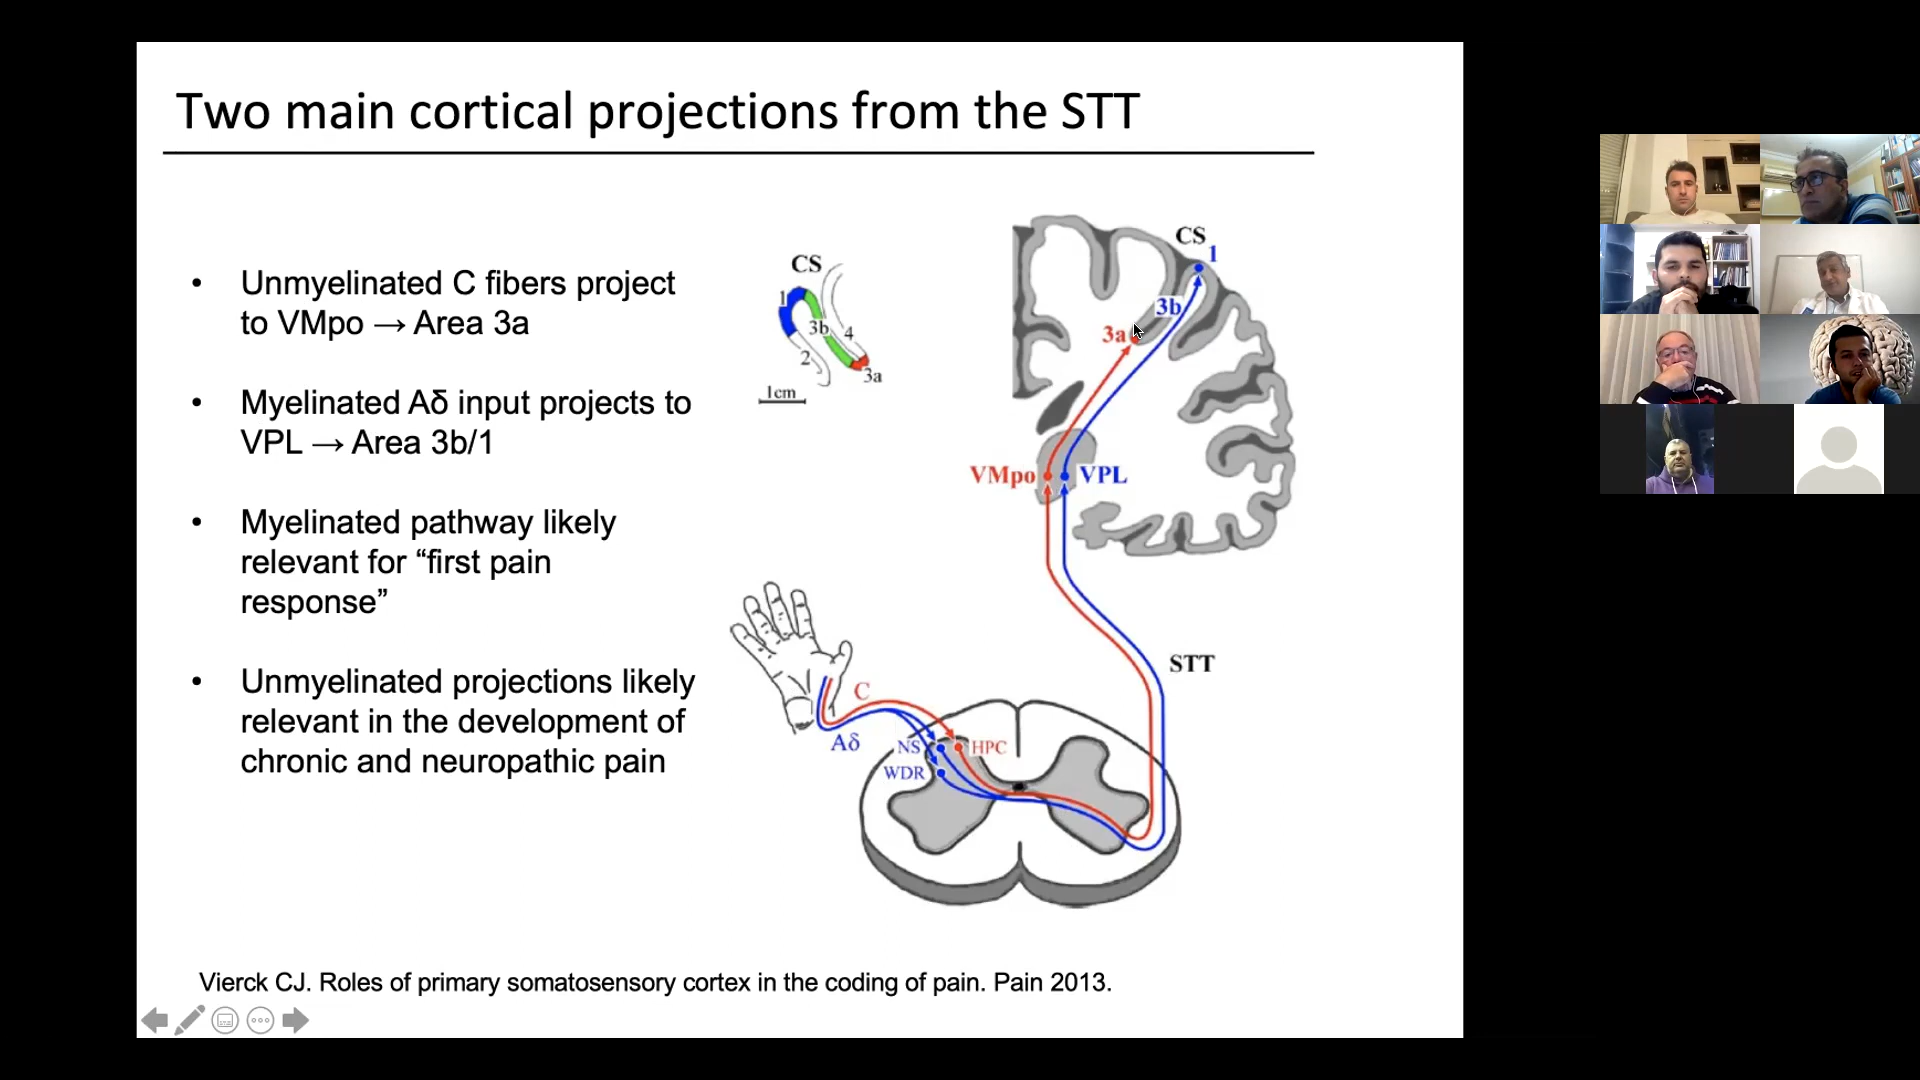 Two main cortical projections from the STT
• Unmyelinated C fibers project
to VMpo → Area 3a
• Myelinated Aδ input projects to
VPL → Area 3b/1
• Myelinated pathway likely
relevant for “first pain
response”
• Unmyelinated projections likely
relevant in the development of
chronic and neuropathic pain
CS
1
3b
4
2
3a
1cm
CS
1
3b
3a
VMpo
VPL
STT
C
Aδ
NS
HPC
WDR
Vierck CJ. Roles of primary somatosensory cortex in the coding of pain. Pain 2013.